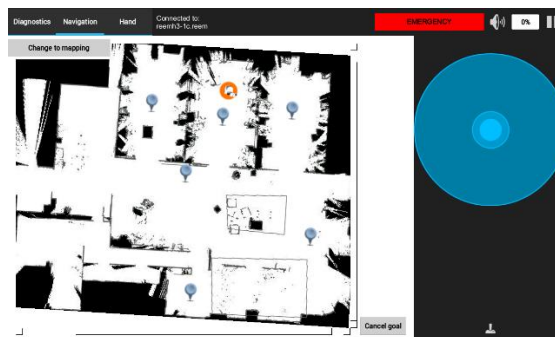 Diagnostics Navigation Hand
Connected to:
reemh3-1c.reem
EMERGENCY
0%
Change to mapping
Cancel goal